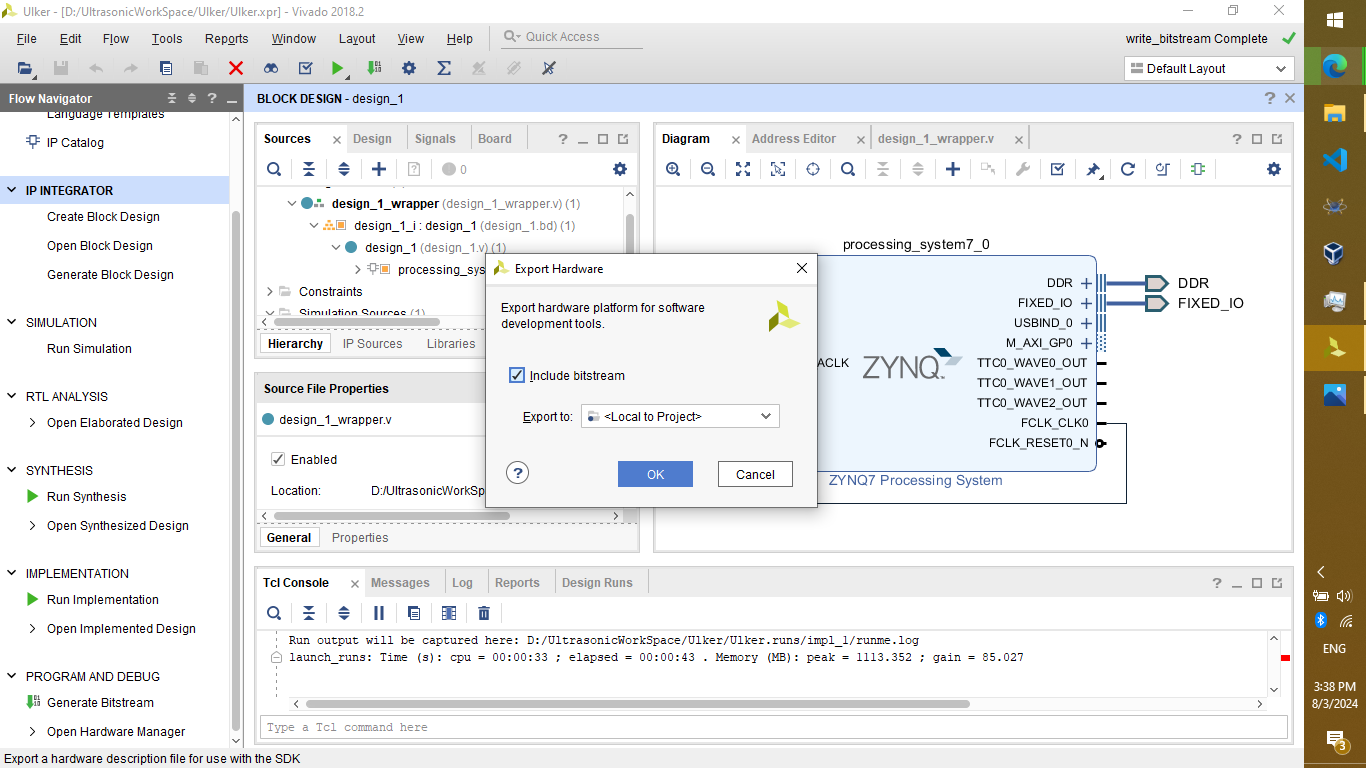 Ulker - [D:/UltrasonicWorkSpace/Ulker/Ulker.xpr] - Vivado 2018.2
File Edit Flow Tools Reports Window Layout View Help
Quick Access
write_bitstream Complete
Default Layout
Flow Navigator
Language Templates
IP Catalog
IP INTEGRATOR
Create Block Design
Open Block Design
Generate Block Design
SIMULATION
Run Simulation
RTL ANALYSIS
Open Elaborated Design
SYNTHESIS
Run Synthesis
Open Synthesized Design
IMPLEMENTATION
Run Implementation
Open Implemented Design
PROGRAM AND DEBUG
Generate Bitstream
Open Hardware Manager
BLOCK DESIGN - design_1
Sources Design Signals Board
0
design_1_wrapper (design_1_wrapper.v) (1)
design_1_i : design_1 (design_1.bd) (1)
design_1 (design_1.v) (1)
processing_sys
Constraints
Simulation Sources (1)
Hierarchy IP Sources Libraries
Source File Properties
design_1_wrapper.v
Enabled
Location: D:/UltrasonicWorkSp
General Properties
Export Hardware
Export hardware platform for software
development tools.
Include bitstream
Export to: <Local to Project>
OK Cancel
Diagram Address Editor design_1_wrapper.v
processing_system7_0
DDR
FIXED_IO
USBIND_0
M_AXI_GP0
TTC0_WAVE0_OUT
TTC0_WAVE1_OUT
TTC0_WAVE2_OUT
FCLK_CLK0
FCLK_RESET0_N
ACLK
ZYNQ
ZYNQ7 Processing System
DDR
FIXED_IO
Tcl Console Messages Log Reports Design Runs
Run output will be captured here: D:/UltrasonicWorkSpace/Ulker/Ulker.runs/impl_1/runme.log
launch_runs: Time (s): cpu = 00:00:33 ; elapsed = 00:00:43 . Memory (MB): peak = 1113.352 ; gain = 85.027
Type a Tcl command here
Export a hardware description file for use with the SDK
ENG
3:38 PM
8/3/2024
3